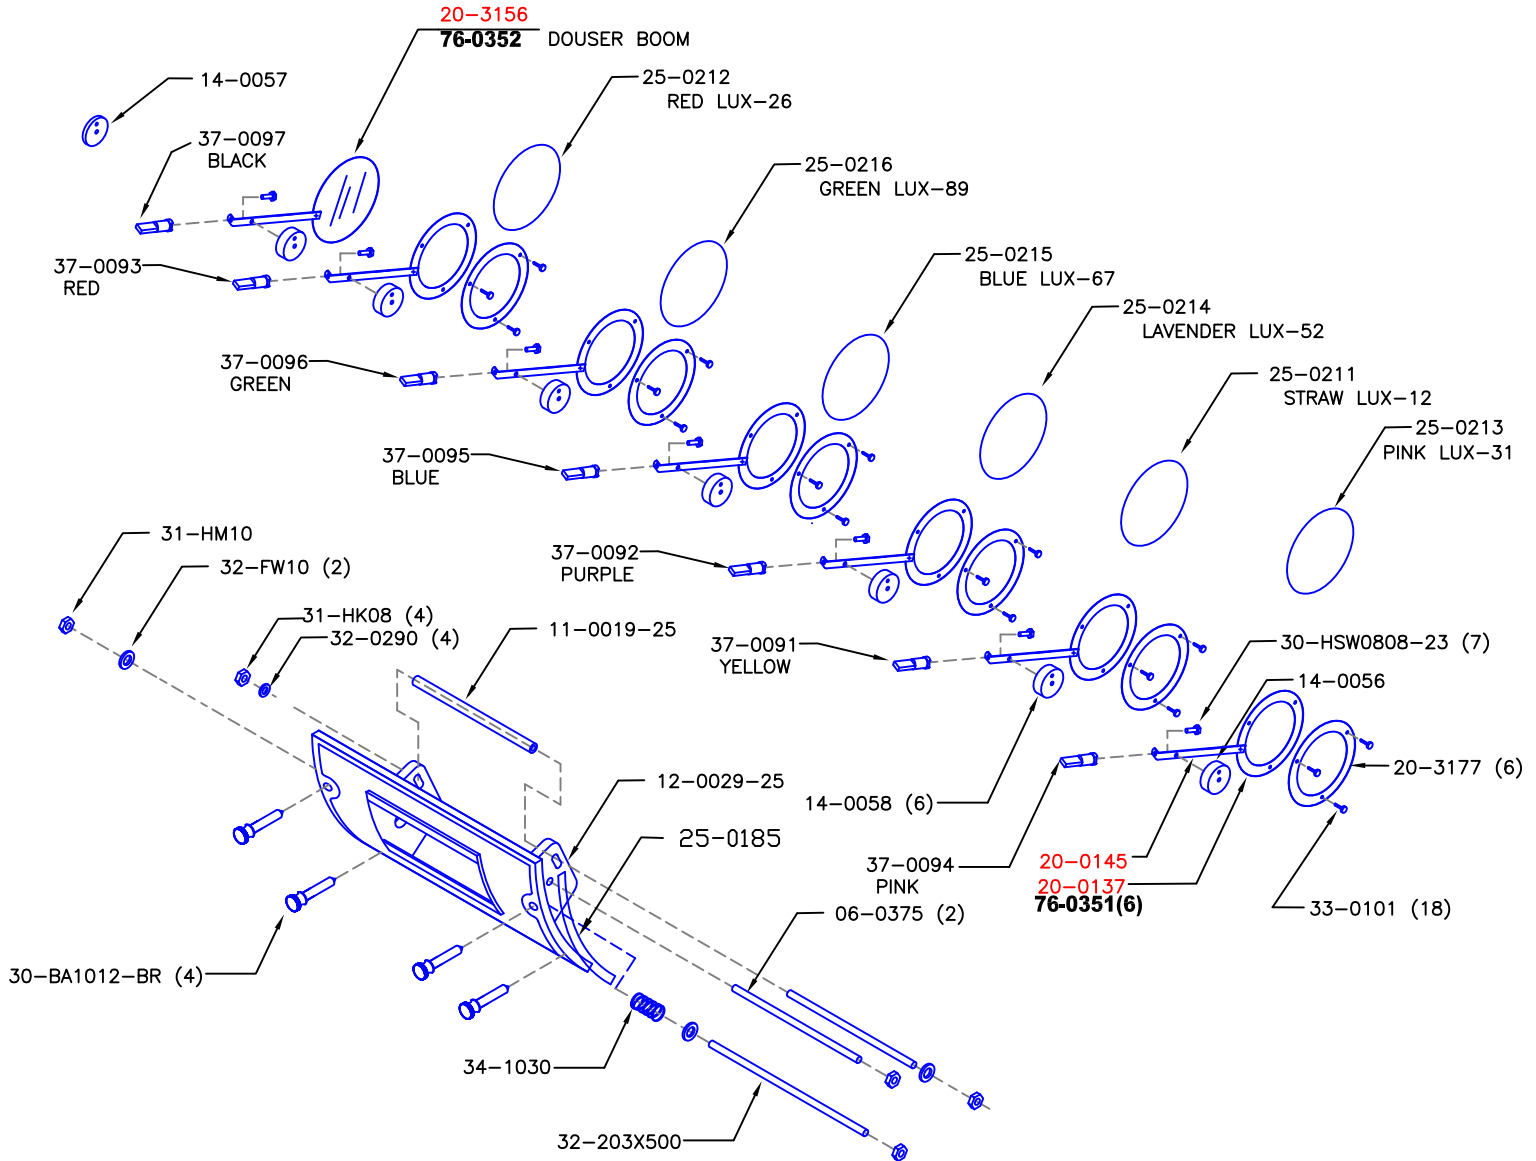 20-3156
76-0352 DOUSER BOOM
14-0057
25-0212
RED LUX-26
37-0097
BLACK
25-0216
GREEN LUX-89
37-0093
RED
25-0215
BLUE LUX-67
25-0214
LAVENDER LUX-52
37-0096
GREEN
25-0211
STRAW LUX-12
25-0213
PINK LUX-31
37-0095
BLUE
31-HM10
32-FW10 (2)
37-0092
PURPLE
31-HK08 (4)
32-0290 (4)
11-0019-25
37-0091
YELLOW
30-HSW0808-23 (7)
14-0056
12-0029-25
20-3177 (6)
14-0058 (6)
25-0185
37-0094
PINK
20-0145
20-0137
76-0351(6)
06-0375 (2)
33-0101 (18)
30-BA1012-BR (4)
34-1030
32-203X500